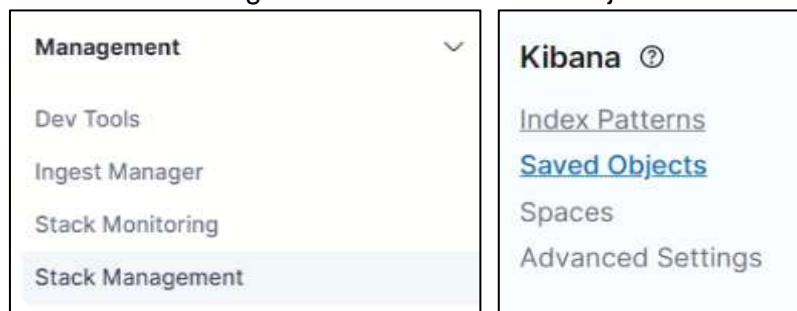 Management
Dev Tools
Ingest Manager
Stack Monitoring
Stack Management
Kibana
Index Patterns
Saved Objects
Spaces
Advanced Settings